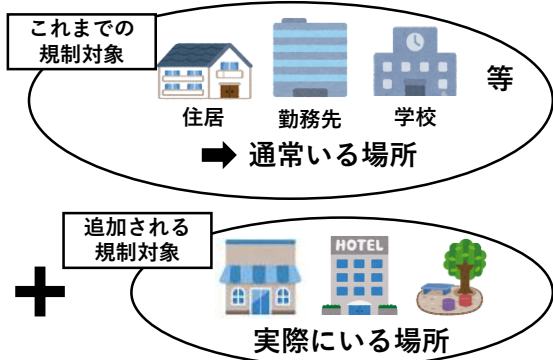 これまでの
規制対象
等
住居
勤務先
学校
➡ 通常いる場所
追加される
規制対象
+
HOTEL
実際にいる場所